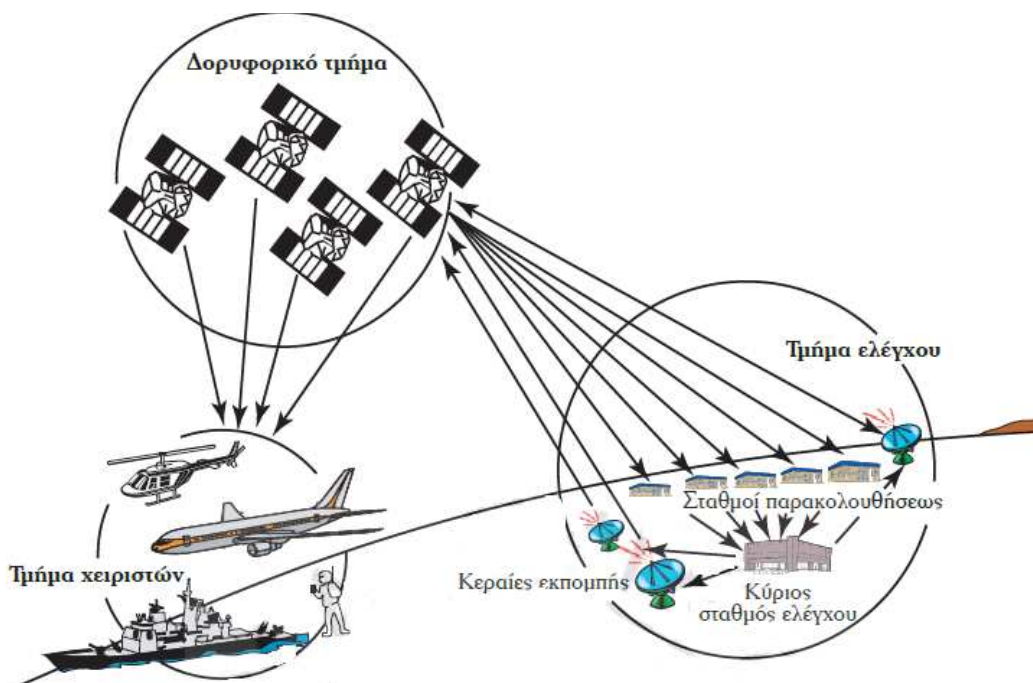 Δορυφορικό τμήμα
Τμήμα ελέγχου
Σταθμοί παρακολουθήσεως
Τμήμα χειριστών
Κεραίες εκπομπής
Κύριος
σταθμός ελέγχου